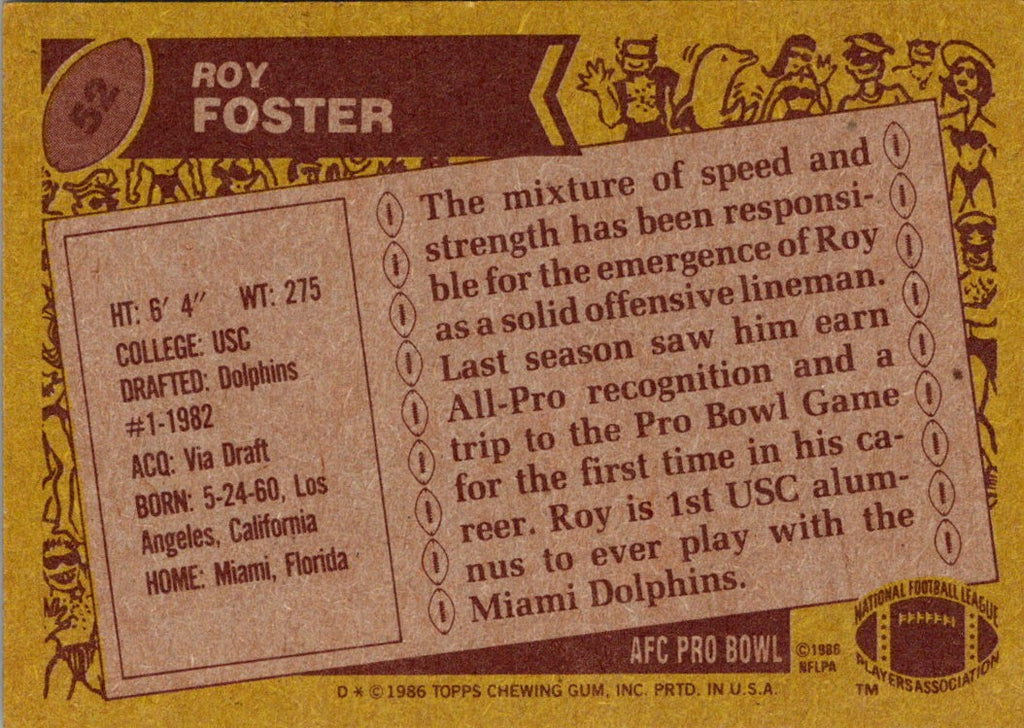 52
ROY
FOSTER
HT: 6′ 4″ WT: 275
COLLEGE: USC
DRAFTED: Dolphins
#1-1982
ACQ: Via Draft
BORN: 5-24-60, Los
Angeles, California
HOME: Miami, Florida
The mixture of speed and
strength has been responsi-
ble for the emergence of Roy
as a solid offensive lineman.
Last season saw him earn
All-Pro recognition and a
trip to the Pro Bowl Game
for the first time in his ca-
reer. Roy is 1st USC alum-
nus to ever play with the
Miami Dolphins.
AFC PRO BOWL
©1986
NFLPA
NATIONAL FOOTBALL LEAGUE
PLAYERS ASSOCIATION
TM
D * © 1986 TOPPS CHEWING GUM, INC. PRTD. IN U.S.A.